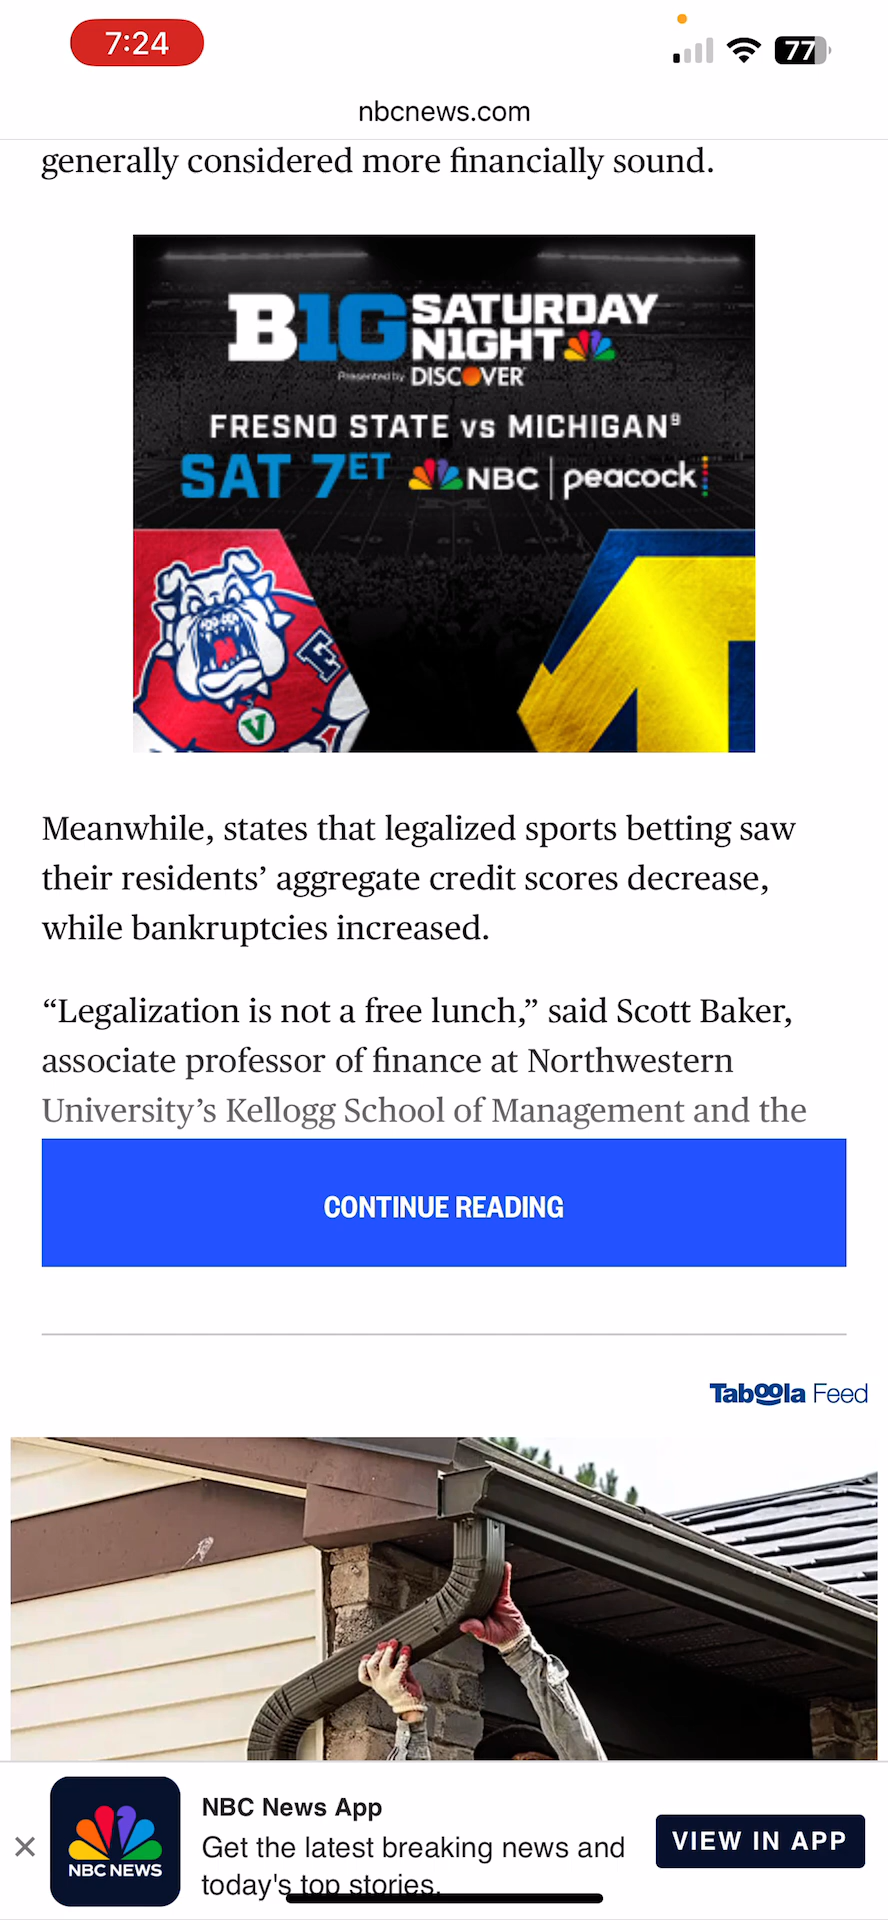 7:24
77
nbcnews.com
generally considered more financially sound.
B1G SATURDAY
N1GHT
Presented by DISCOVER
FRESNO STATE vs MICHIGAN⁹
SAT 7ET NBC | peacock
V
Meanwhile, states that legalized sports betting saw
their residents’ aggregate credit scores decrease,
while bankruptcies increased.
“Legalization is not a free lunch,” said Scott Baker,
associate professor of finance at Northwestern
University’s Kellogg School of Management and the
CONTINUE READING
Taboola Feed
NBC News App
Get the latest breaking news and
today's top stories.
NBC NEWS
VIEW IN APP